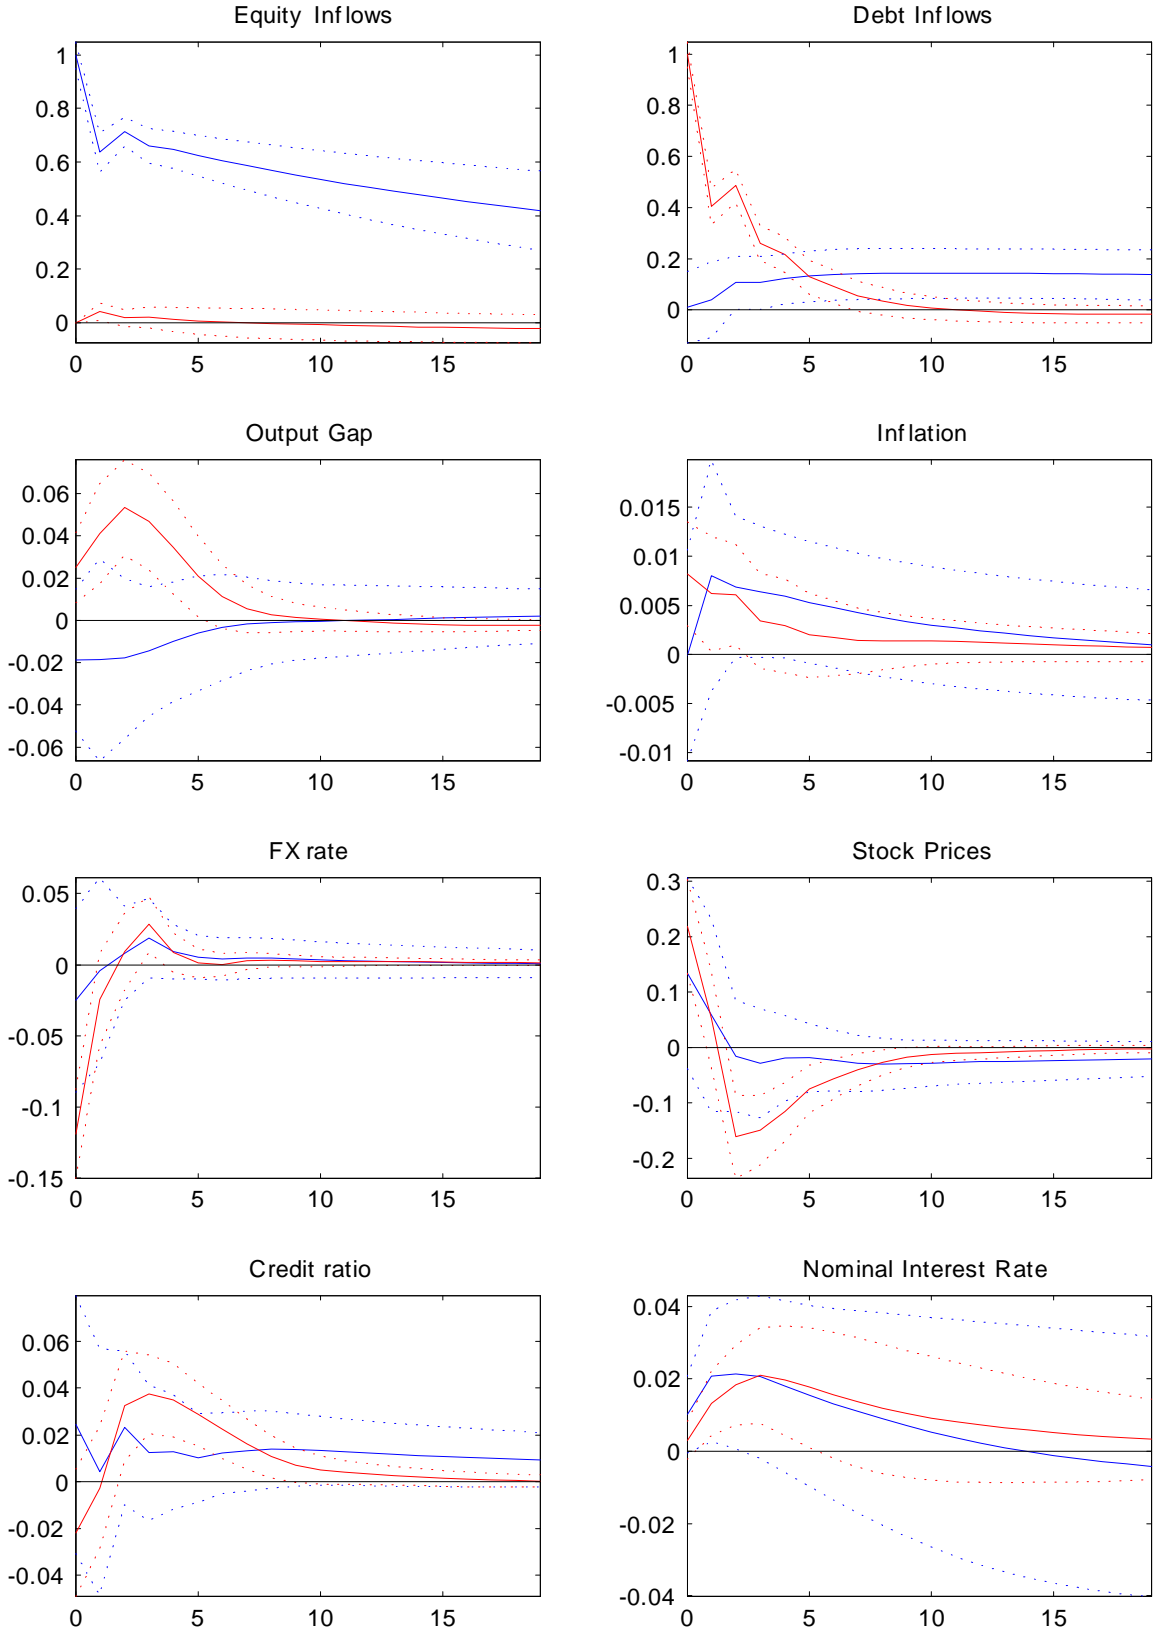 Equity Inflows
1
0.8
0.6
0.4
0.2
0
0 5 10 15
Debt Inflows
1
0.8
0.6
0.4
0.2
0
0 5 10 15
Output Gap
0.06
0.04
0.02
0
-0.02
-0.04
-0.06
0 5 10 15
Inflation
0.015
0.01
0.005
0
-0.005
-0.01
0 5 10 15
FX rate
0.05
0
-0.05
-0.1
-0.15
0 5 10 15
Stock Prices
0.3
0.2
0.1
0
-0.1
-0.2
0 5 10 15
Credit ratio
0.06
0.04
0.02
0
-0.02
-0.04
0 5 10 15
Nominal Interest Rate
0.04
0.02
0
-0.02
-0.04
0 5 10 15